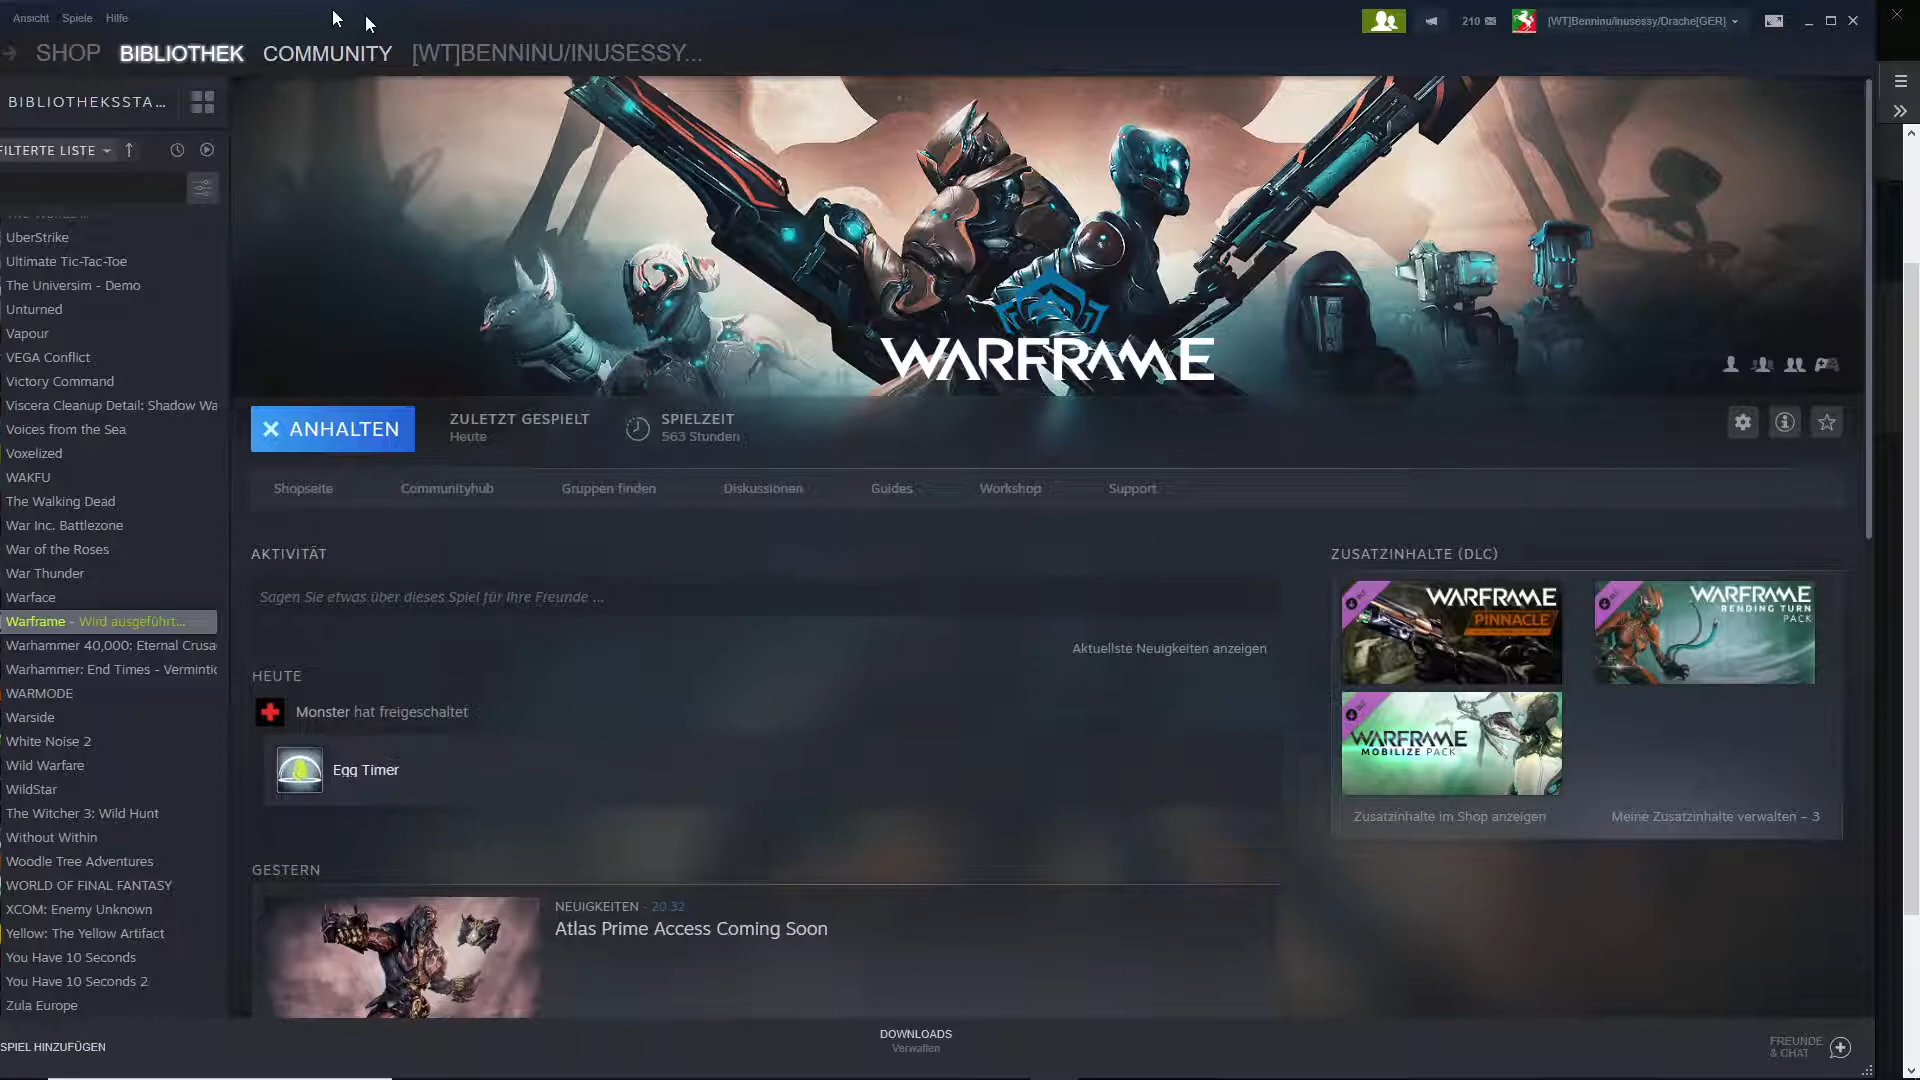 Ansicht Spiele Hilfe
210 [WT]Benninu/Inusessy/Drache[GER]
SHOP BIBLIOTHEK COMMUNITY [WT]BENNINU/INUSESSY...
BIBLIOTHEKSSTA...
FILTERTE LISTE
UberStrike
Ultimate Tic-Tac-Toe
The Universim - Demo
Unturned
Vapour
VEGA Conflict
Victory Command
Viscera Cleanup Detail: Shadow Wa
Voices from the Sea
Voxelized
WAKFU
The Walking Dead
War Inc. Battlezone
War of the Roses
War Thunder
Warface
Warframe - Wird ausgeführt...
Warhammer 40,000: Eternal Crusa
Warhammer: End Times - Vermintic
WARMODE
Warside
White Noise 2
Wild Warfare
WildStar
The Witcher 3: Wild Hunt
Without Within
Woodle Tree Adventures
WORLD OF FINAL FANTASY
XCOM: Enemy Unknown
Yellow: The Yellow Artifact
You Have 10 Seconds
You Have 10 Seconds 2
Zula Europe
SPIEL HINZUFÜGEN
WARFRAME
ANHALTEN
ZULETZT GESPIELT
Heute
SPIELZEIT
563 Stunden
Shopseite Communityhub Gruppen finden Diskussionen Guides Workshop Support
AKTIVITÄT
Sagen Sie etwas über dieses Spiel für Ihre Freunde ...
Aktuellste Neuigkeiten anzeigen
HEUTE
Monster hat freigeschaltet
Egg Timer
GESTERN
NEUIGKEITEN - 20:32
Atlas Prime Access Coming Soon
ZUSATZINHALTE (DLC)
WARFRAME
PINNACLE
WARFRAME
RENDING TURN
PACK
WARFRAME
MOBILIZE PACK
Zusatzinhalte im Shop anzeigen
Meine Zusatzinhalte verwalten – 3
DOWNLOADS
Verwalten
FREUNDE
& CHAT